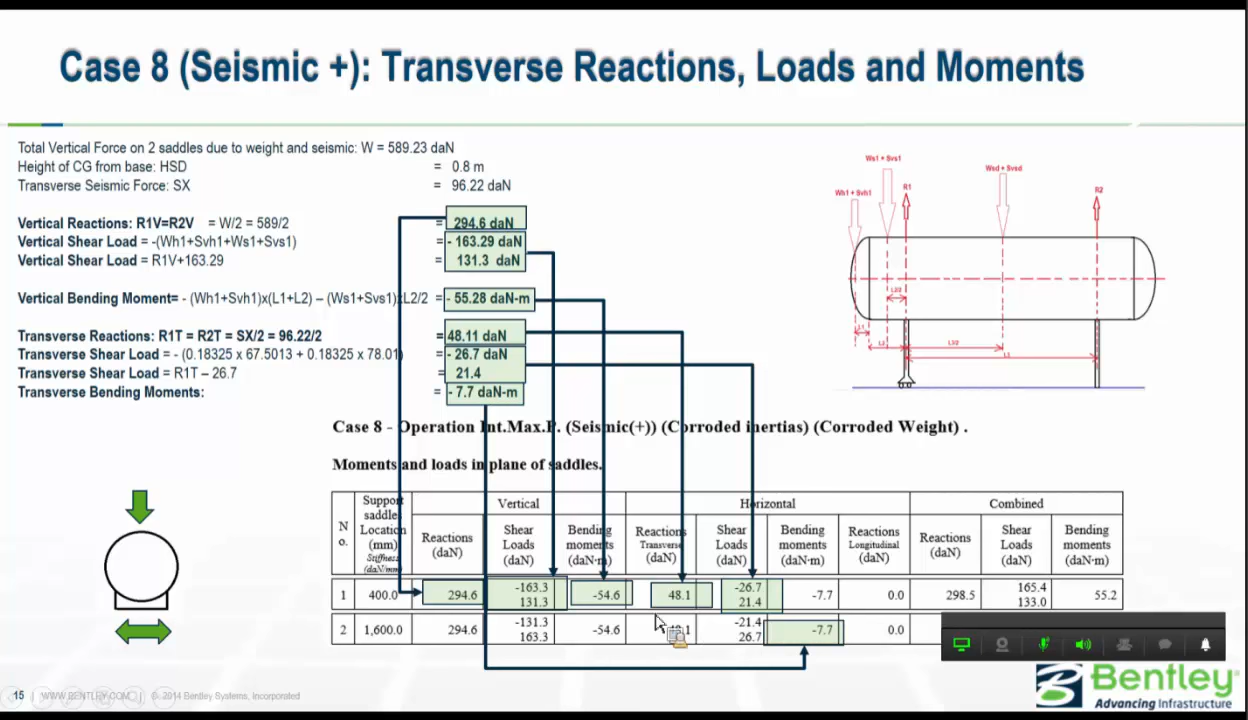 Case 8 (Seismic +): Transverse Reactions, Loads and Moments
Total Vertical Force on 2 saddles due to weight and seismic: W = 589.23 daN
Height of CG from base: HSD = 0.8 m
Transverse Seismic Force: SX = 96.22 daN
Vertical Reactions: R1V=R2V = W/2 = 589/2 = 294.6 daN
Vertical Shear Load = -(Wh1+Svh1+Ws1+Svs1) = - 163.29 daN
Vertical Shear Load = R1V+163.29 = 131.3 daN
Vertical Bending Moment= - (Wh1+Svh1)x(L1+L2) – (Ws1+Svs1)xL2/2 = - 55.28 daN-m
Transverse Reactions: R1T = R2T = SX/2 = 96.22/2 = 48.11 daN
Transverse Shear Load = - (0.18325 x 67.5013 + 0.18325 x 78.01) = - 26.7 daN
Transverse Shear Load = R1T – 26.7 = 21.4
Transverse Bending Moments: = - 7.7 daN-m
Ws1 + Svs1
Wsd + Svsd
Wh1 + Svh1
R1
R2
L2/2
L1
L2
L3/2
Case 8 - Operation Int.Max.P. (Seismic(+)) (Corroded inertias) (Corroded Weight) .
Moments and loads in plane of saddles.
N o. Support saddle Location (mm) Stiffness (daN/mm) Vertical Horizontal Combined
Reactions (daN) Shear Loads (daN) Bending moments (daN·m) Reactions Transverse (daN) Shear Loads (daN) Bending moments (daN·m) Reactions Longitudinal (daN) Reactions (daN) Shear Loads (daN) Bending moments (daN·m)
1 400.0 294.6 -163.3 131.3 -54.6 48.1 -26.7 21.4 -7.7 0.0 298.5 165.4 133.0 55.2
2 1,600.0 294.6 -131.3 163.3 -54.6 -21.4 26.7 -7.7 0.0
15 | WWW.BENTLEY.COM | © 2014 Bentley Systems, Incorporated
Bentley
Advancing Infrastructure